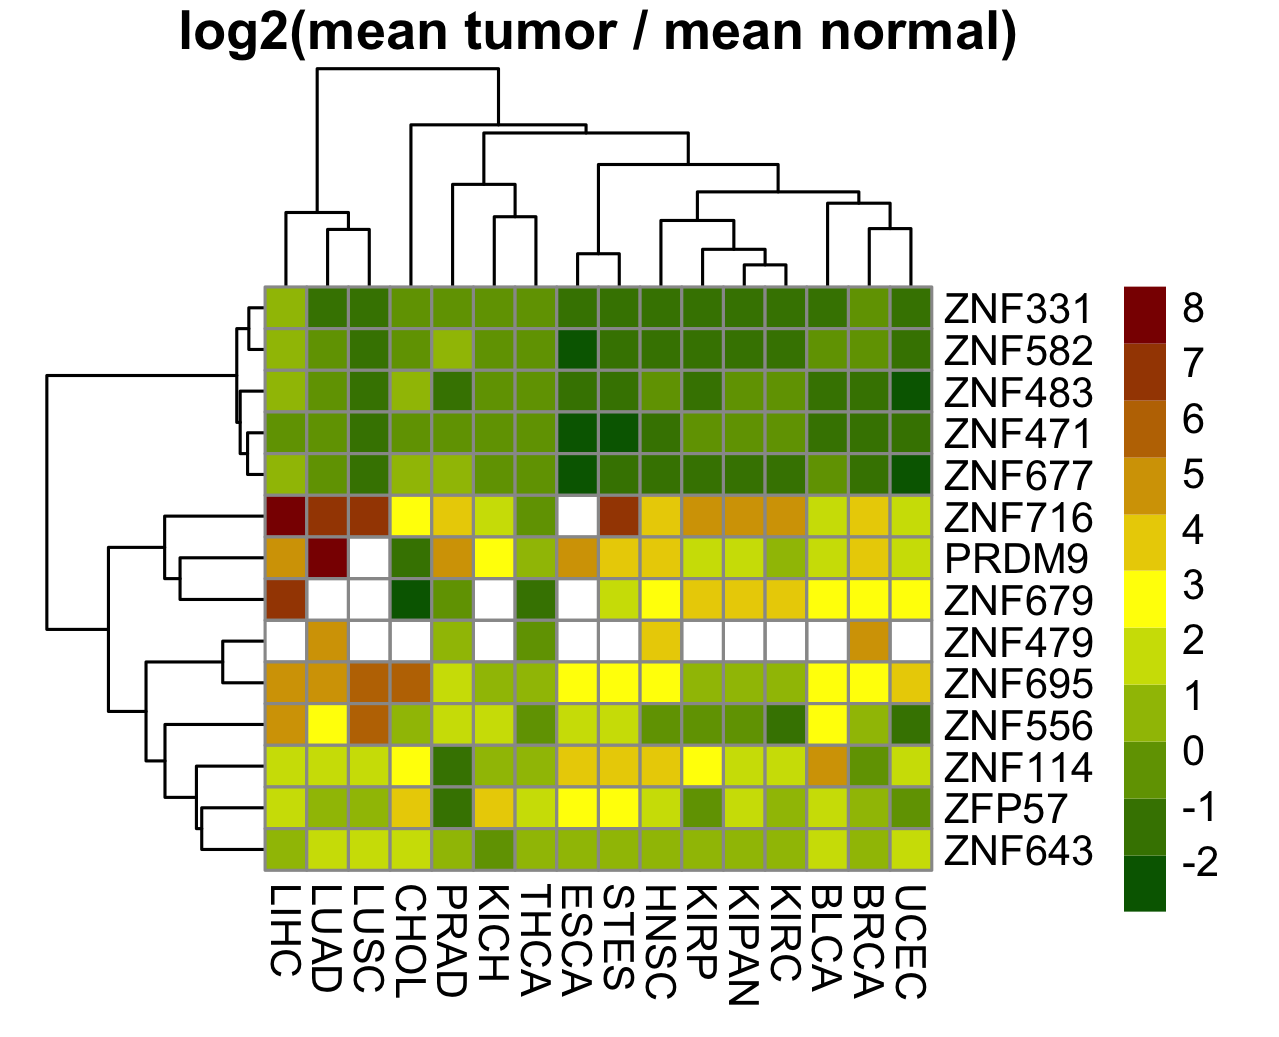 log2(mean tumor / mean normal)
ZNF331
ZNF582
ZNF483
ZNF471
ZNF677
ZNF716
PRDM9
ZNF679
ZNF479
ZNF695
ZNF556
ZNF114
ZFP57
ZNF643
8
7
6
5
4
3
2
1
0
-1
-2
LIHC
LUAD
LUSC
CHOL
PRAD
KICH
THCA
ESCA
STES
HNSC
KIRP
KIPAN
KIRC
BLCA
BRCA
UCEC